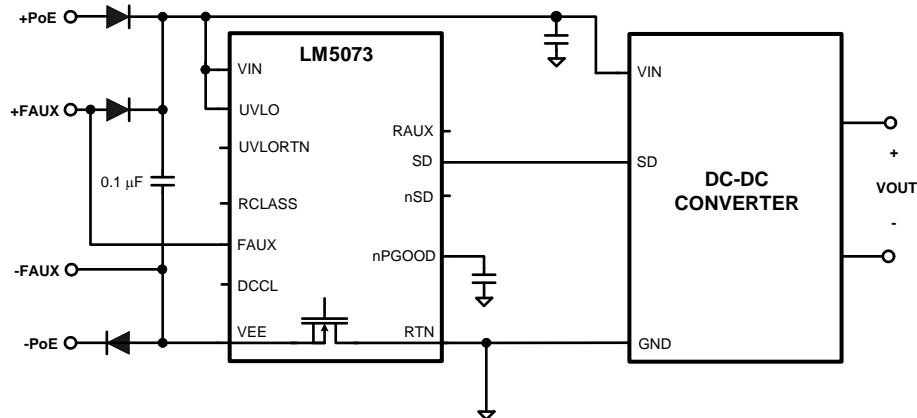 +PoE
LM5073
VIN
VIN
+FAUX
UVLO
RAUX
UVLORTN
SD
SD
DC-DC
CONVERTER
+
VOUT
-
0.1 μF
RCLASS
nSD
FAUX
nPGOOD
-FAUX
DCCL
-PoE
VEE
RTN
GND